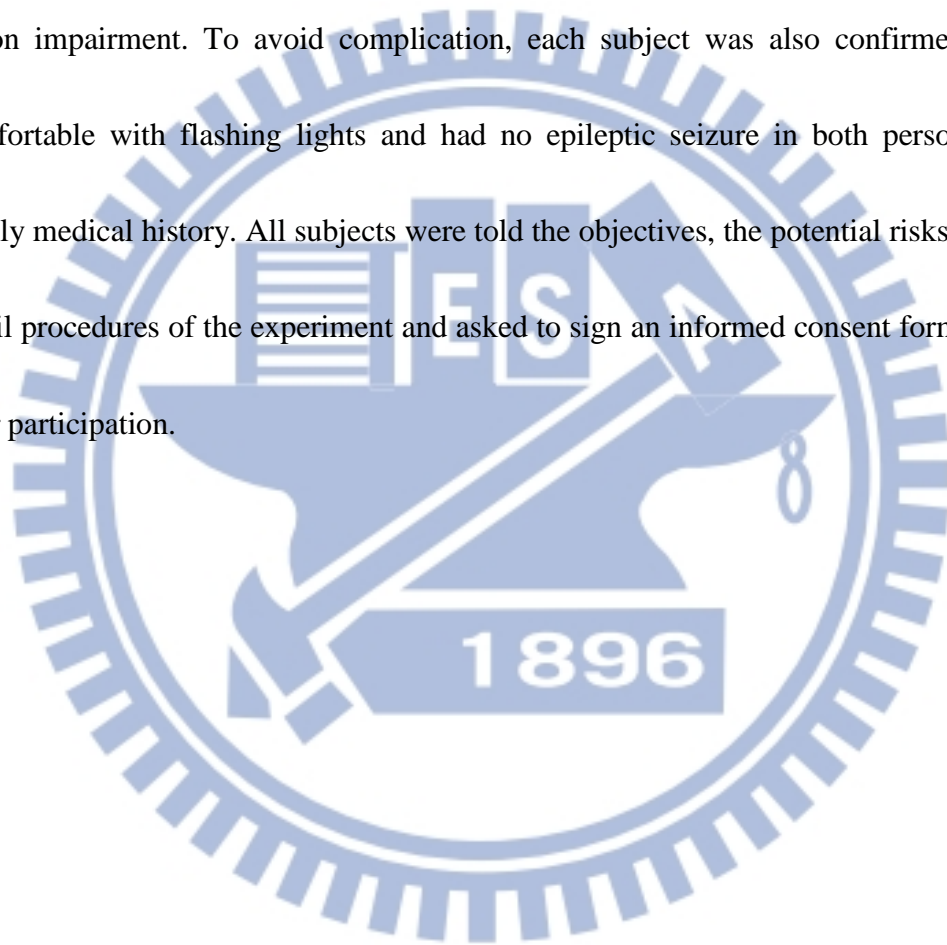 on impairment. To avoid complication, each subject was also confirme
fortable with flashing lights and had no epileptic seizure in both perso
ly medical history. All subjects were told the objectives, the potential risks
il procedures of the experiment and asked to sign an informed consent form
participation.
E S A
8
1896